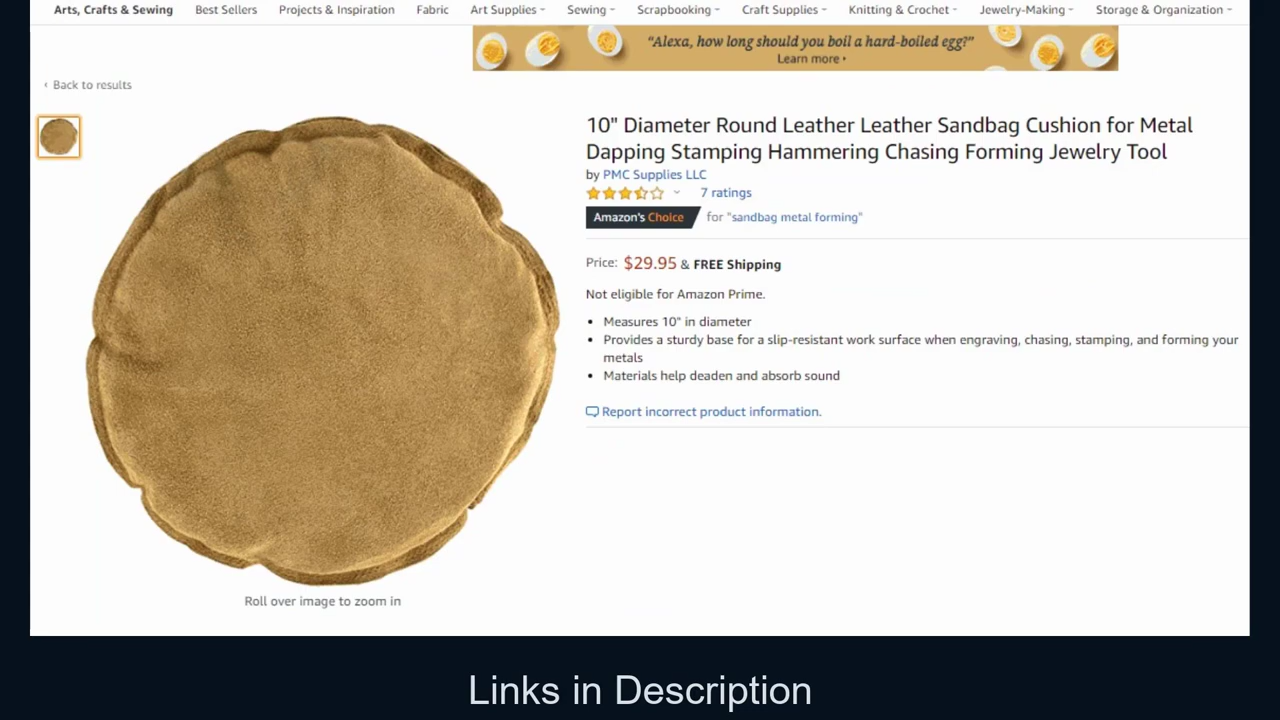 Arts, Crafts & Sewing Best Sellers Projects & Inspiration Fabric Art Supplies Sewing Scrapbooking Craft Supplies Knitting & Crochet Jewelry-Making Storage & Organization
“Alexa, how long should you boil a hard-boiled egg?”
Learn more ›
‹ Back to results
10" Diameter Round Leather Leather Sandbag Cushion for Metal
Dapping Stamping Hammering Chasing Forming Jewelry Tool
by PMC Supplies LLC
7 ratings
Amazon's Choice for "sandbag metal forming"
Price: $29.95 & FREE Shipping
Not eligible for Amazon Prime.
• Measures 10" in diameter
• Provides a sturdy base for a slip-resistant work surface when engraving, chasing, stamping, and forming your
metals
• Materials help deaden and absorb sound
Report incorrect product information.
Roll over image to zoom in
Links in Description